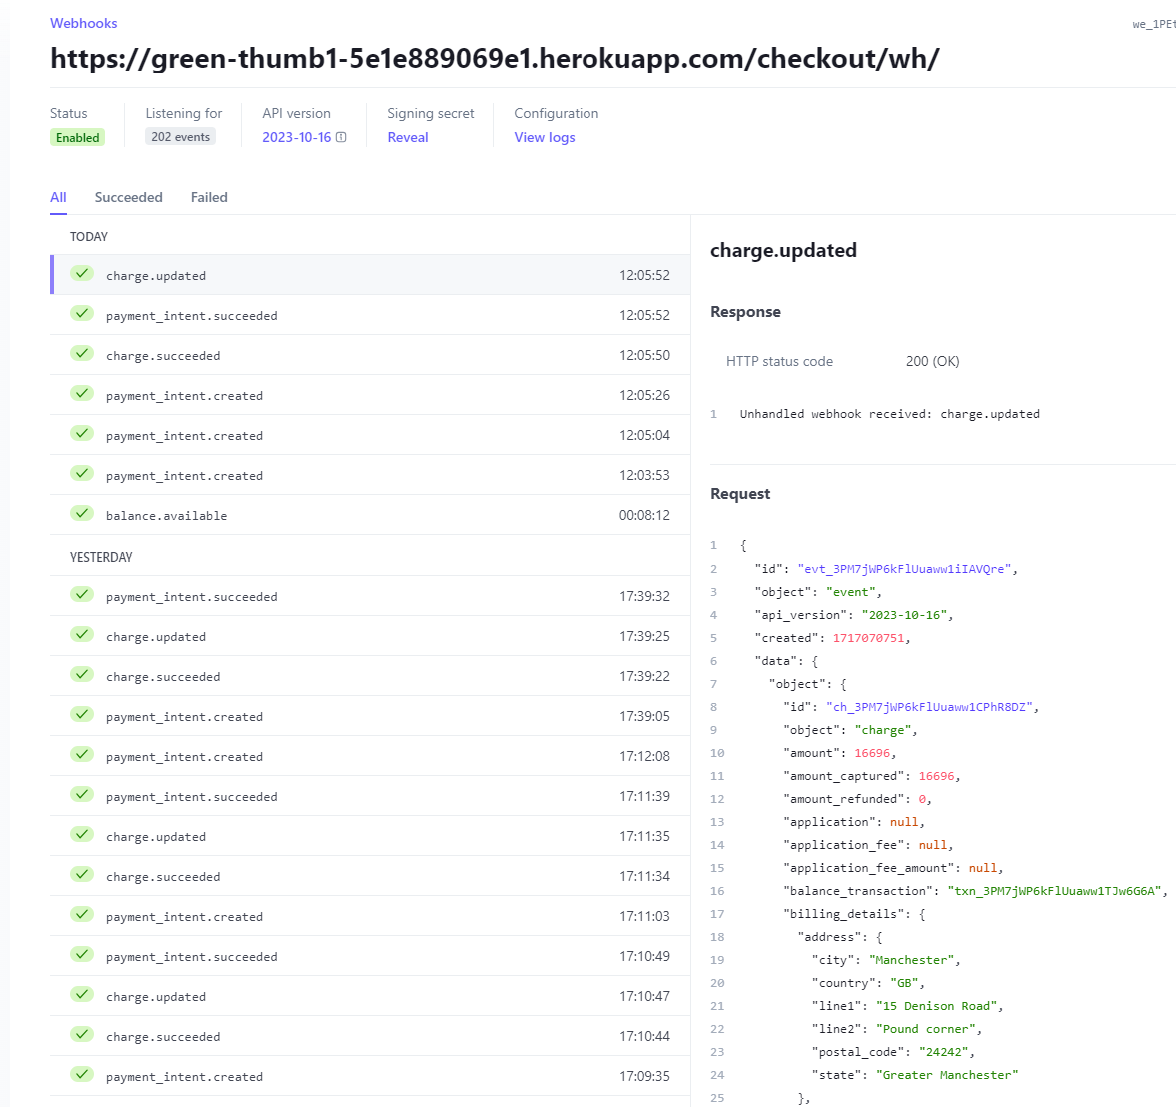 Webhooks
we_1PEt
https://green-thumb1-5e1e889069e1.herokuapp.com/checkout/wh/
Status Listening for API version Signing secret Configuration
Enabled 202 events 2023-10-16 Reveal View logs
All Succeeded Failed
TODAY
charge.updated 12:05:52
payment_intent.succeeded 12:05:52
charge.succeeded 12:05:50
payment_intent.created 12:05:26
payment_intent.created 12:05:04
payment_intent.created 12:03:53
balance.available 00:08:12
YESTERDAY
payment_intent.succeeded 17:39:32
charge.updated 17:39:25
charge.succeeded 17:39:22
payment_intent.created 17:39:05
payment_intent.created 17:12:08
payment_intent.succeeded 17:11:39
charge.updated 17:11:35
charge.succeeded 17:11:34
payment_intent.created 17:11:03
payment_intent.succeeded 17:10:49
charge.updated 17:10:47
charge.succeeded 17:10:44
payment_intent.created 17:09:35
charge.updated
Response
HTTP status code 200 (OK)
1 Unhandled webhook received: charge.updated
Request
1 {
2 "id": "evt_3PM7jWP6kFlUuaww1iIAVQre",
3 "object": "event",
4 "api_version": "2023-10-16",
5 "created": 1717070751,
6 "data": {
7 "object": {
8 "id": "ch_3PM7jWP6kFlUuaww1CPhR8DZ",
9 "object": "charge",
10 "amount": 16696,
11 "amount_captured": 16696,
12 "amount_refunded": 0,
13 "application": null,
14 "application_fee": null,
15 "application_fee_amount": null,
16 "balance_transaction": "txn_3PM7jWP6kFlUuaww1TJw6G6A",
17 "billing_details": {
18 "address": {
19 "city": "Manchester",
20 "country": "GB",
21 "line1": "15 Denison Road",
22 "line2": "Pound corner",
23 "postal_code": "24242",
24 "state": "Greater Manchester"
25 },